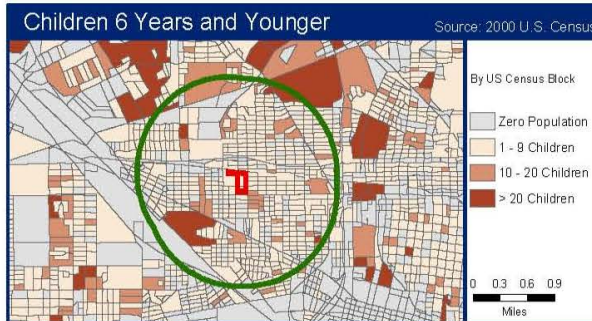 Children 6 Years and Younger
Source: 2000 U.S. Census
By US Census Block
Zero Population
1 - 9 Children
10 - 20 Children
> 20 Children
0 0.3 0.6 0.9
Miles